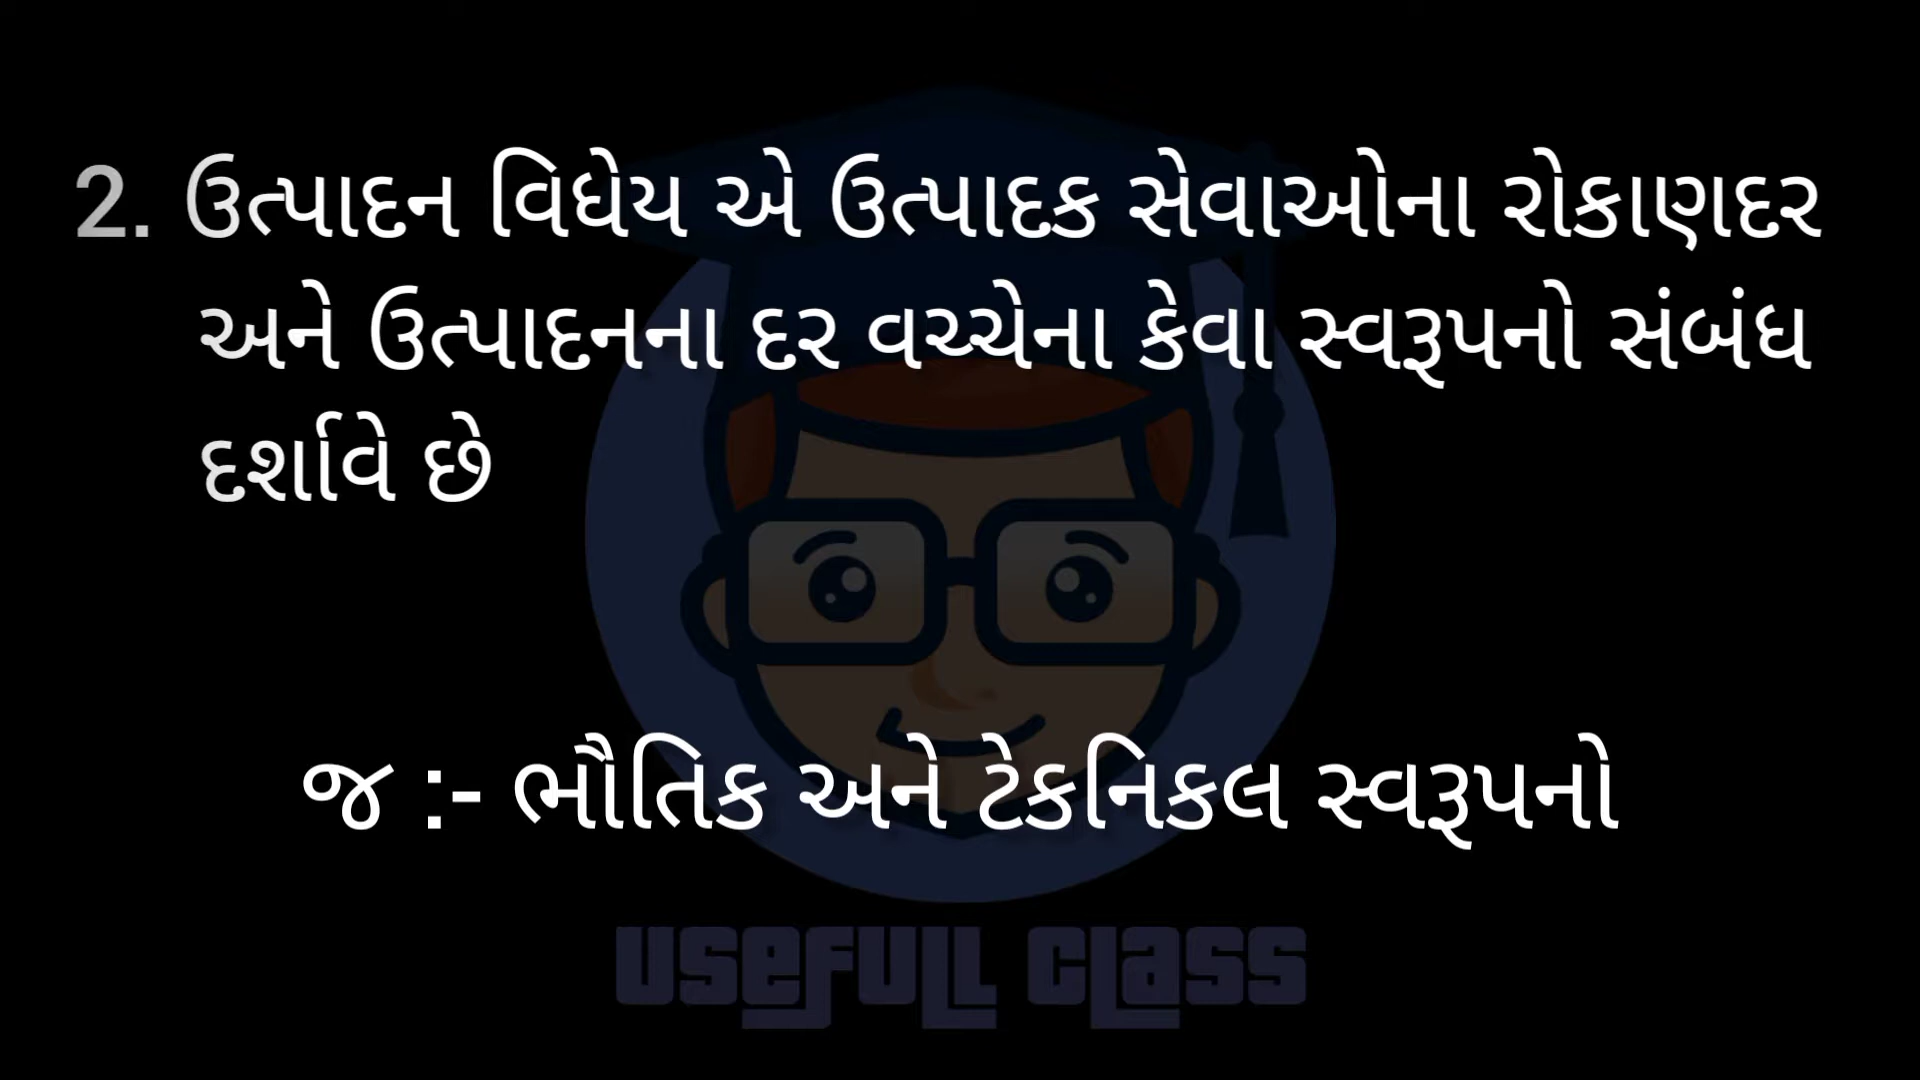 2. ઉત્પાદન વિધેય એ ઉત્પાદક સેવાઓના રોકાણદર
અને ઉત્પાદનના દર વચ્ચેના કેવા સ્વરૂપનો સંબંધ
દર્શાવે છે
જ :- ભૌતિક અને ટેકનિકલ સ્વરૂપનો
USEFULL CLASS